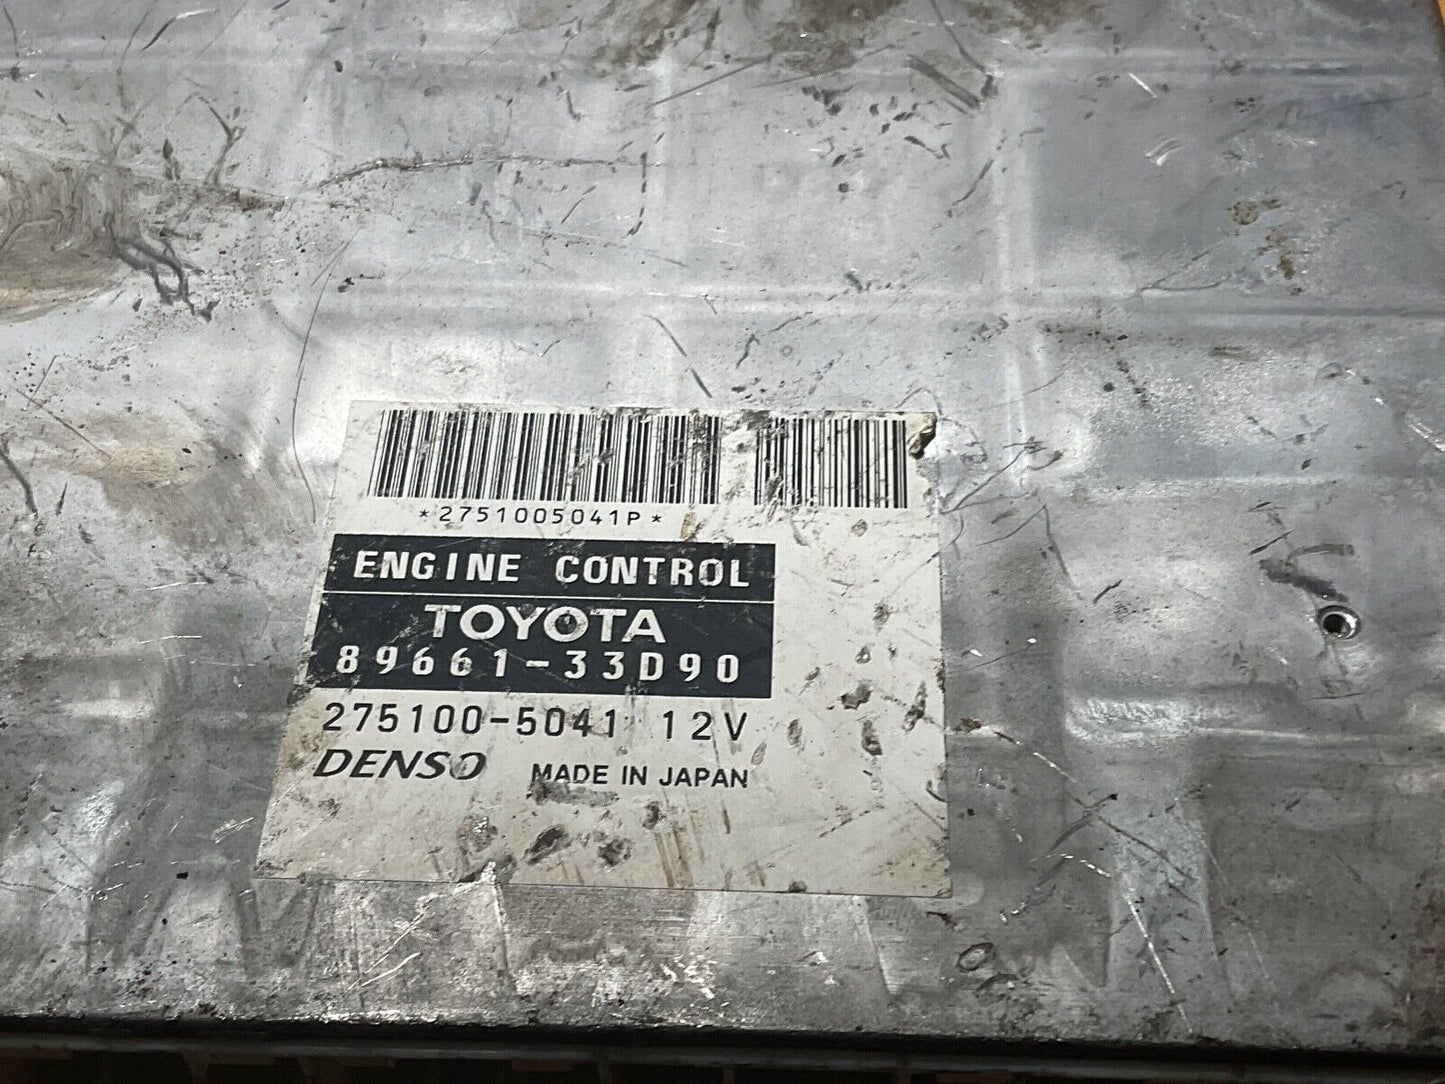 *2751005041P*
ENGINE CONTROL
TOYOTA
89661-33D90
275100-5041 12V
DENSO MADE IN JAPAN